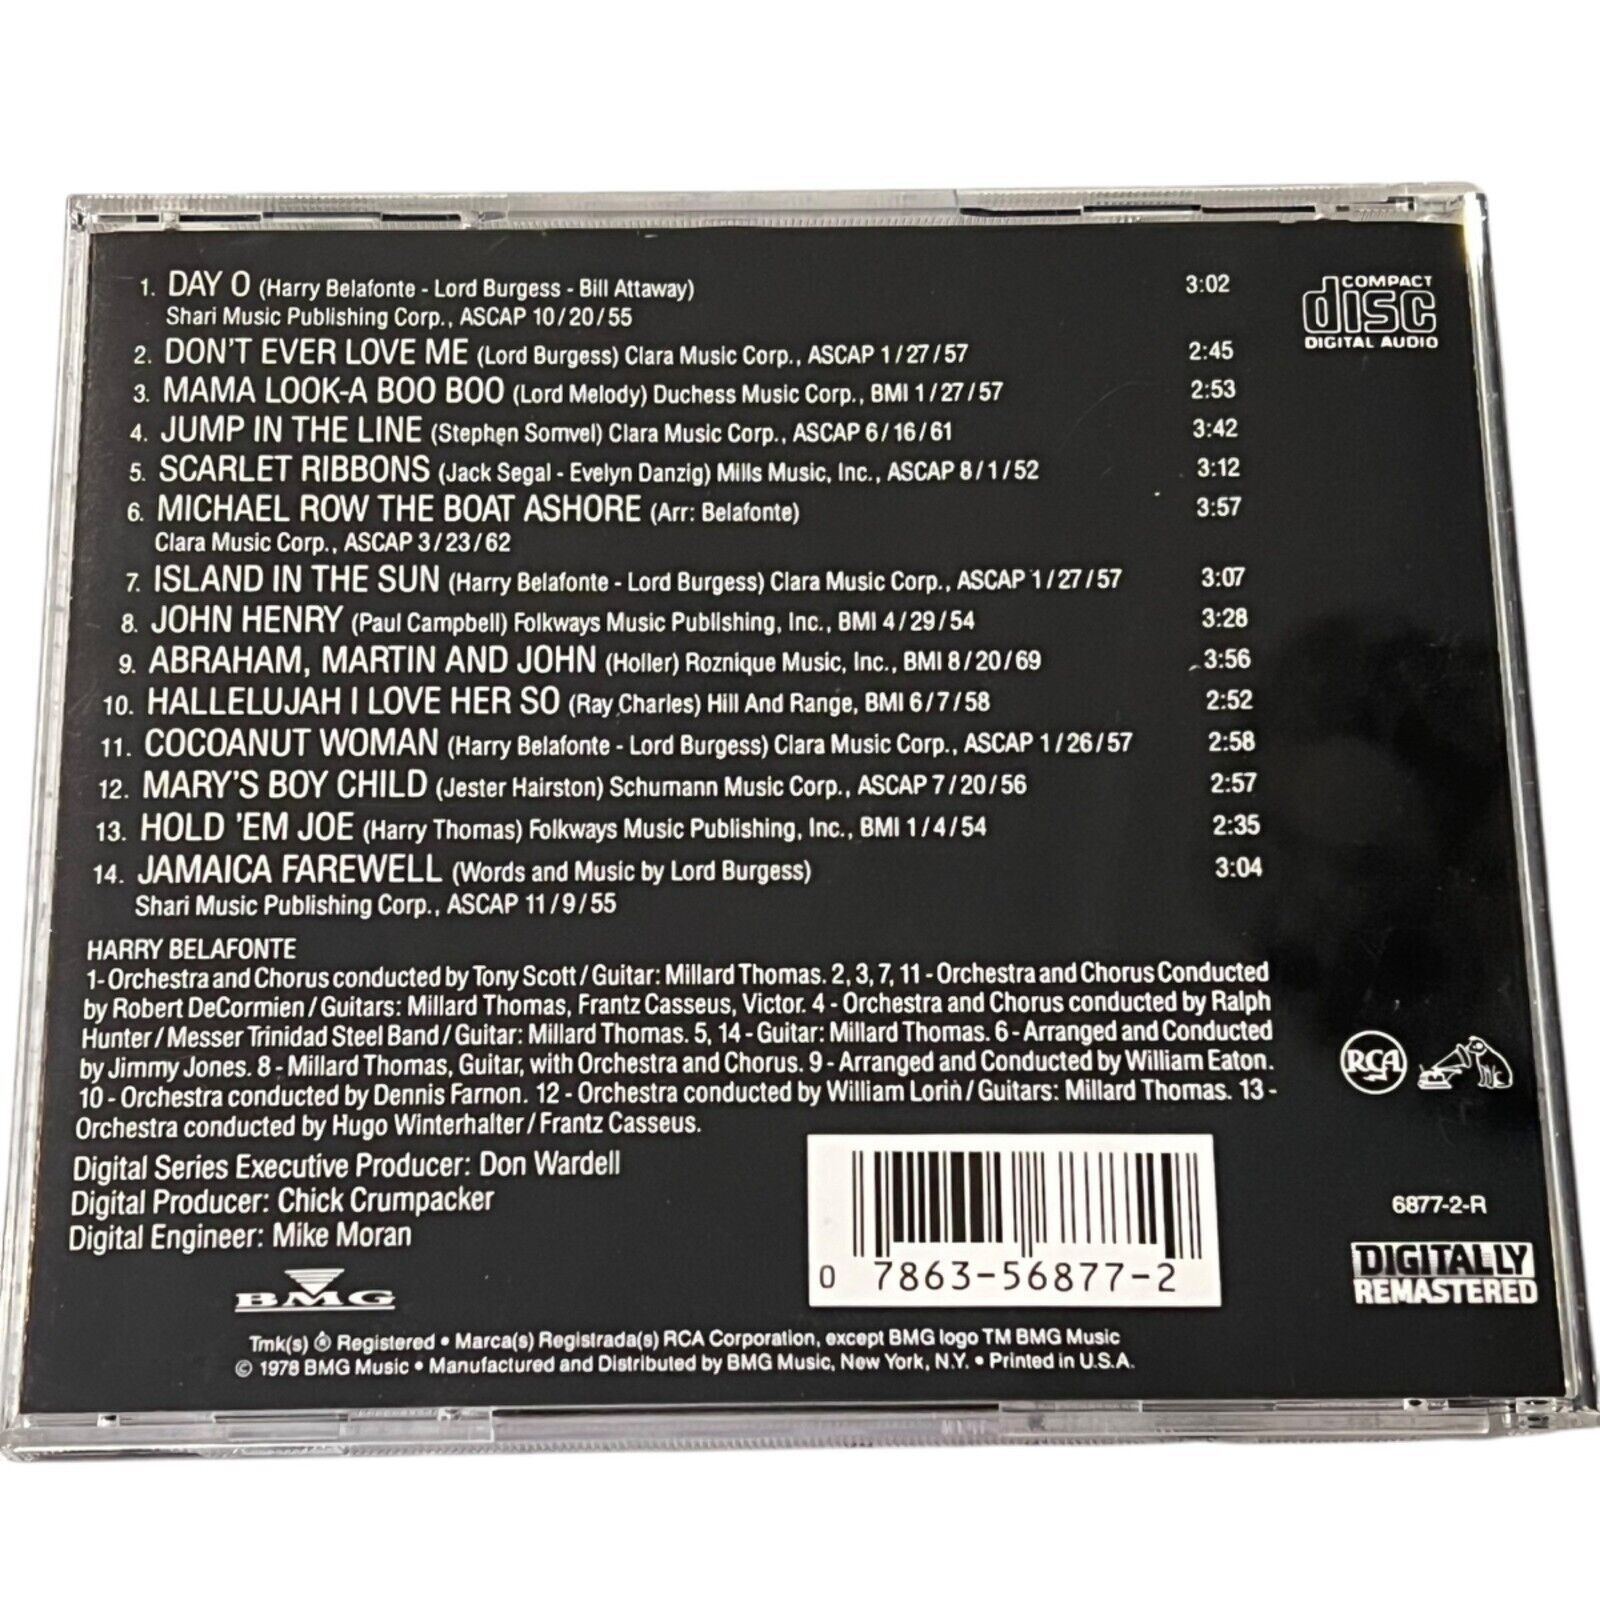 1. DAY O (Harry Belafonte - Lord Burgess - Bill Attaway) 3:02
Shari Music Publishing Corp., ASCAP 10/20/55
2. DON'T EVER LOVE ME (Lord Burgess) Clara Music Corp., ASCAP 1/27/57 2:45
3. MAMA LOOK-A BOO BOO (Lord Melody) Duchess Music Corp., BMI 1/27/57 2:53
4. JUMP IN THE LINE (Stephen Somvel) Clara Music Corp., ASCAP 6/16/61 3:42
5. SCARLET RIBBONS (Jack Segal - Evelyn Danzig) Mills Music, Inc., ASCAP 8/1/52 3:12
6. MICHAEL ROW THE BOAT ASHORE (Arr: Belafonte) 3:57
Clara Music Corp., ASCAP 3/23/62
7. ISLAND IN THE SUN (Harry Belafonte - Lord Burgess) Clara Music Corp., ASCAP 1/27/57 3:07
8. JOHN HENRY (Paul Campbell) Folkways Music Publishing, Inc., BMI 4/29/54 3:28
9. ABRAHAM, MARTIN AND JOHN (Holler) Roznique Music, Inc., BMI 8/20/69 3:56
10. HALLELUJAH I LOVE HER SO (Ray Charles) Hill And Range, BMI 6/7/58 2:52
11. COCOANUT WOMAN (Harry Belafonte - Lord Burgess) Clara Music Corp., ASCAP 1/26/57 2:58
12. MARY'S BOY CHILD (Jester Hairston) Schumann Music Corp., ASCAP 7/20/56 2:57
13. HOLD 'EM JOE (Harry Thomas) Folkways Music Publishing, Inc., BMI 1/4/54 2:35
14. JAMAICA FAREWELL (Words and Music by Lord Burgess) 3:04
Shari Music Publishing Corp., ASCAP 11/9/55
COMPACT
disc
DIGITAL AUDIO
HARRY BELAFONTE
1-Orchestra and Chorus conducted by Tony Scott/Guitar: Millard Thomas. 2, 3, 7, 11 - Orchestra and Chorus Conducted
by Robert DeCormien/Guitars: Millard Thomas, Frantz Casseus, Victor. 4 - Orchestra and Chorus conducted by Ralph
Hunter/Messer Trinidad Steel Band/Guitar: Millard Thomas. 5, 14 - Guitar: Millard Thomas. 6 - Arranged and Conducted
by Jimmy Jones. 8 - Millard Thomas, Guitar, with Orchestra and Chorus. 9 - Arranged and Conducted by William Eaton.
10 - Orchestra conducted by Dennis Farnon. 12 - Orchestra conducted by William Lorin/Guitars: Millard Thomas. 13 -
Orchestra conducted by Hugo Winterhalter/Frantz Casseus.
Digital Series Executive Producer: Don Wardell
Digital Producer: Chick Crumpacker
Digital Engineer: Mike Moran
RCA
6877-2-R
DIGITALLY
REMASTERED
0 7863-56877-2
BMG
Tmk(s) ® Registered • Marca(s) Registrada(s) RCA Corporation, except BMG logo TM BMG Music
© 1978 BMG Music • Manufactured and Distributed by BMG Music, New York, N.Y. • Printed in U.S.A.